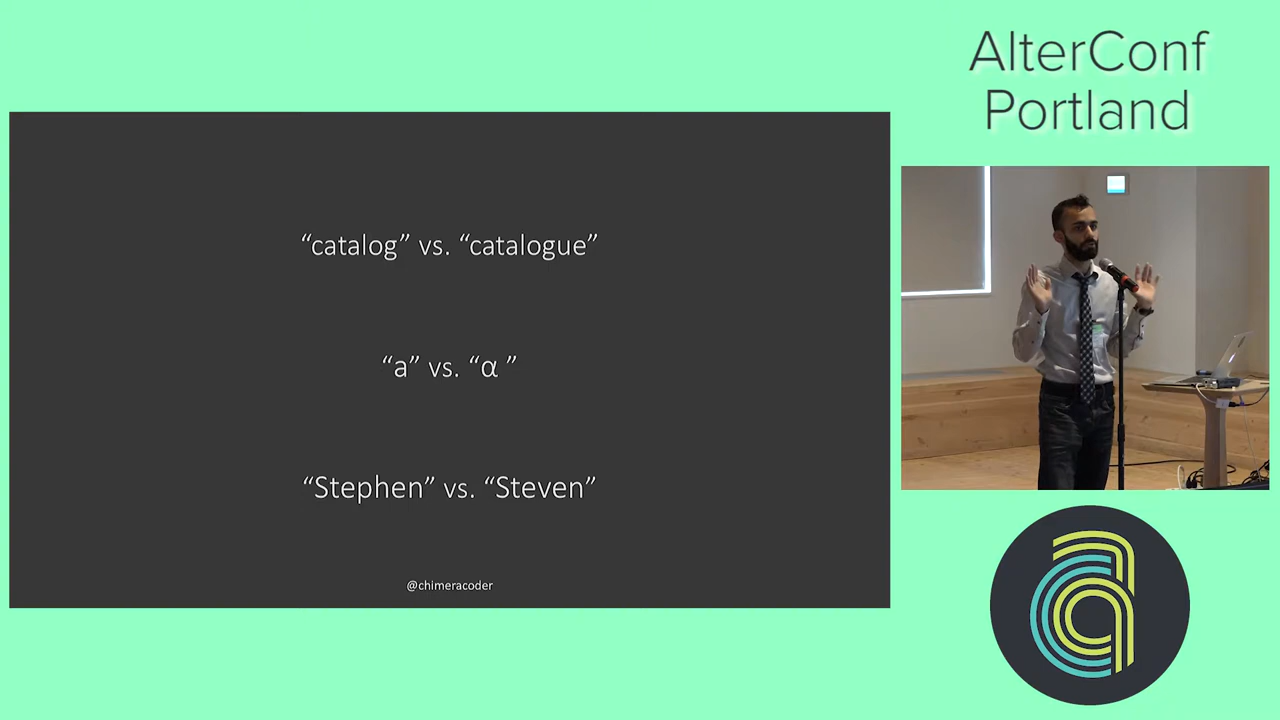 AlterConf
Portland
“catalog” vs. “catalogue”
“a” vs. “α ”
“Stephen” vs. “Steven”
@chimeracoder